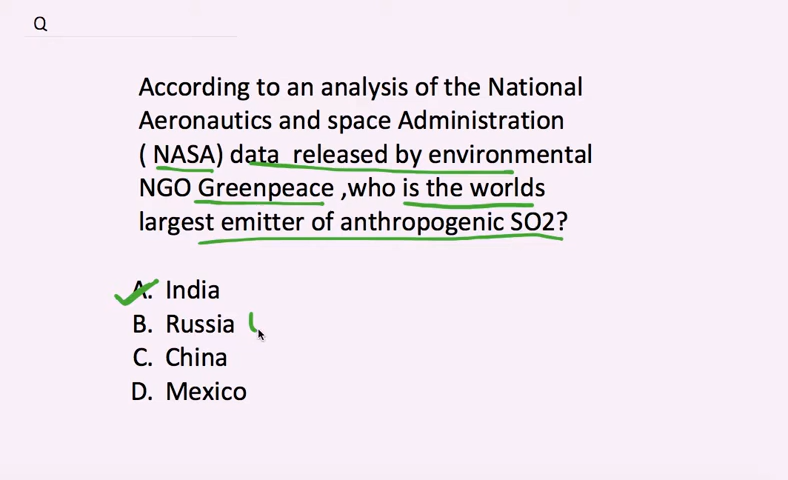 Q
According to an analysis of the National
Aeronautics and space Administration
( NASA) data released by environmental
NGO Greenpeace ,who is the worlds
largest emitter of anthropogenic SO2?
A. India
B. Russia
C. China
D. Mexico